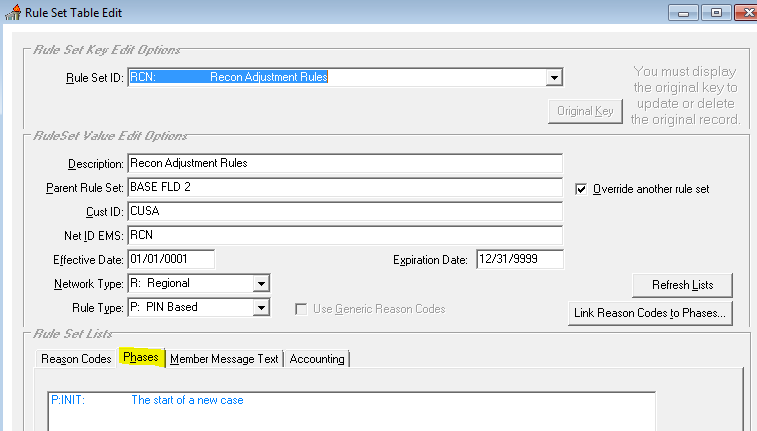 Rule Set Table Edit
Rule Set Key Edit Options
Rule Set ID: RCN: Recon Adjustment Rules
You must display
the original key to
update or delete
the original record.
Original Key
RuleSet Value Edit Options
Description: Recon Adjustment Rules
Parent Rule Set: BASE FLD 2
Override another rule set
Cust ID: CUSA
Net ID EMS: RCN
Effective Date: 01/01/0001 Expiration Date: 12/31/9999
Network Type: R: Regional Refresh Lists
Rule Type: P: PIN Based Use Generic Reason Codes Link Reason Codes to Phases...
Rule Set Lists
Reason Codes Phases Member Message Text Accounting
P:INIT: The start of a new case